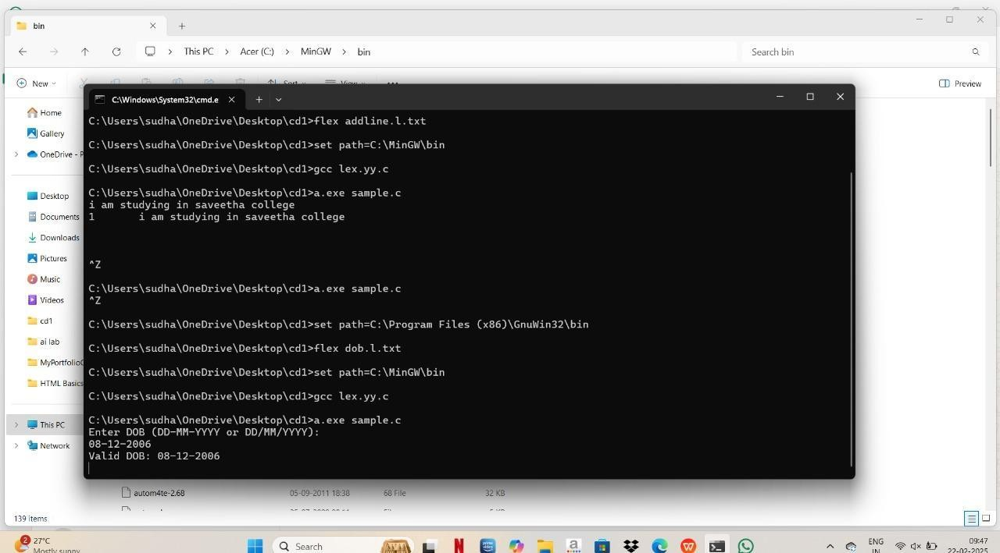 bin
This PC > Acer (C:) > MinGW > bin
Search bin
New
Sort
View
Preview
C:\Windows\System32\cmd.e
Home
Gallery
OneDrive - P
Desktop
Documents
Downloads
Pictures
Music
Videos
cd1
ai lab
MyPortfolioC
HTML Basics
This PC
Network
C:\Users\sudha\OneDrive\Desktop\cd1>flex addline.l.txt
C:\Users\sudha\OneDrive\Desktop\cd1>set path=C:\MinGW\bin
C:\Users\sudha\OneDrive\Desktop\cd1>gcc lex.yy.c
C:\Users\sudha\OneDrive\Desktop\cd1>a.exe sample.c
i am studying in saveetha college
1 i am studying in saveetha college
^Z
C:\Users\sudha\OneDrive\Desktop\cd1>a.exe sample.c
^Z
C:\Users\sudha\OneDrive\Desktop\cd1>set path=C:\Program Files (x86)\GnuWin32\bin
C:\Users\sudha\OneDrive\Desktop\cd1>flex dob.l.txt
C:\Users\sudha\OneDrive\Desktop\cd1>set path=C:\MinGW\bin
C:\Users\sudha\OneDrive\Desktop\cd1>gcc lex.yy.c
C:\Users\sudha\OneDrive\Desktop\cd1>a.exe sample.c
Enter DOB (DD-MM-YYYY or DD/MM/YYYY):
08-12-2006
Valid DOB: 08-12-2006
autom4te-2.68 05-09-2011 18:38 68 File 32 KB
139 items
2
27°C
Mostly sunny
Search
ENG
IN
09:47
22-02-2025